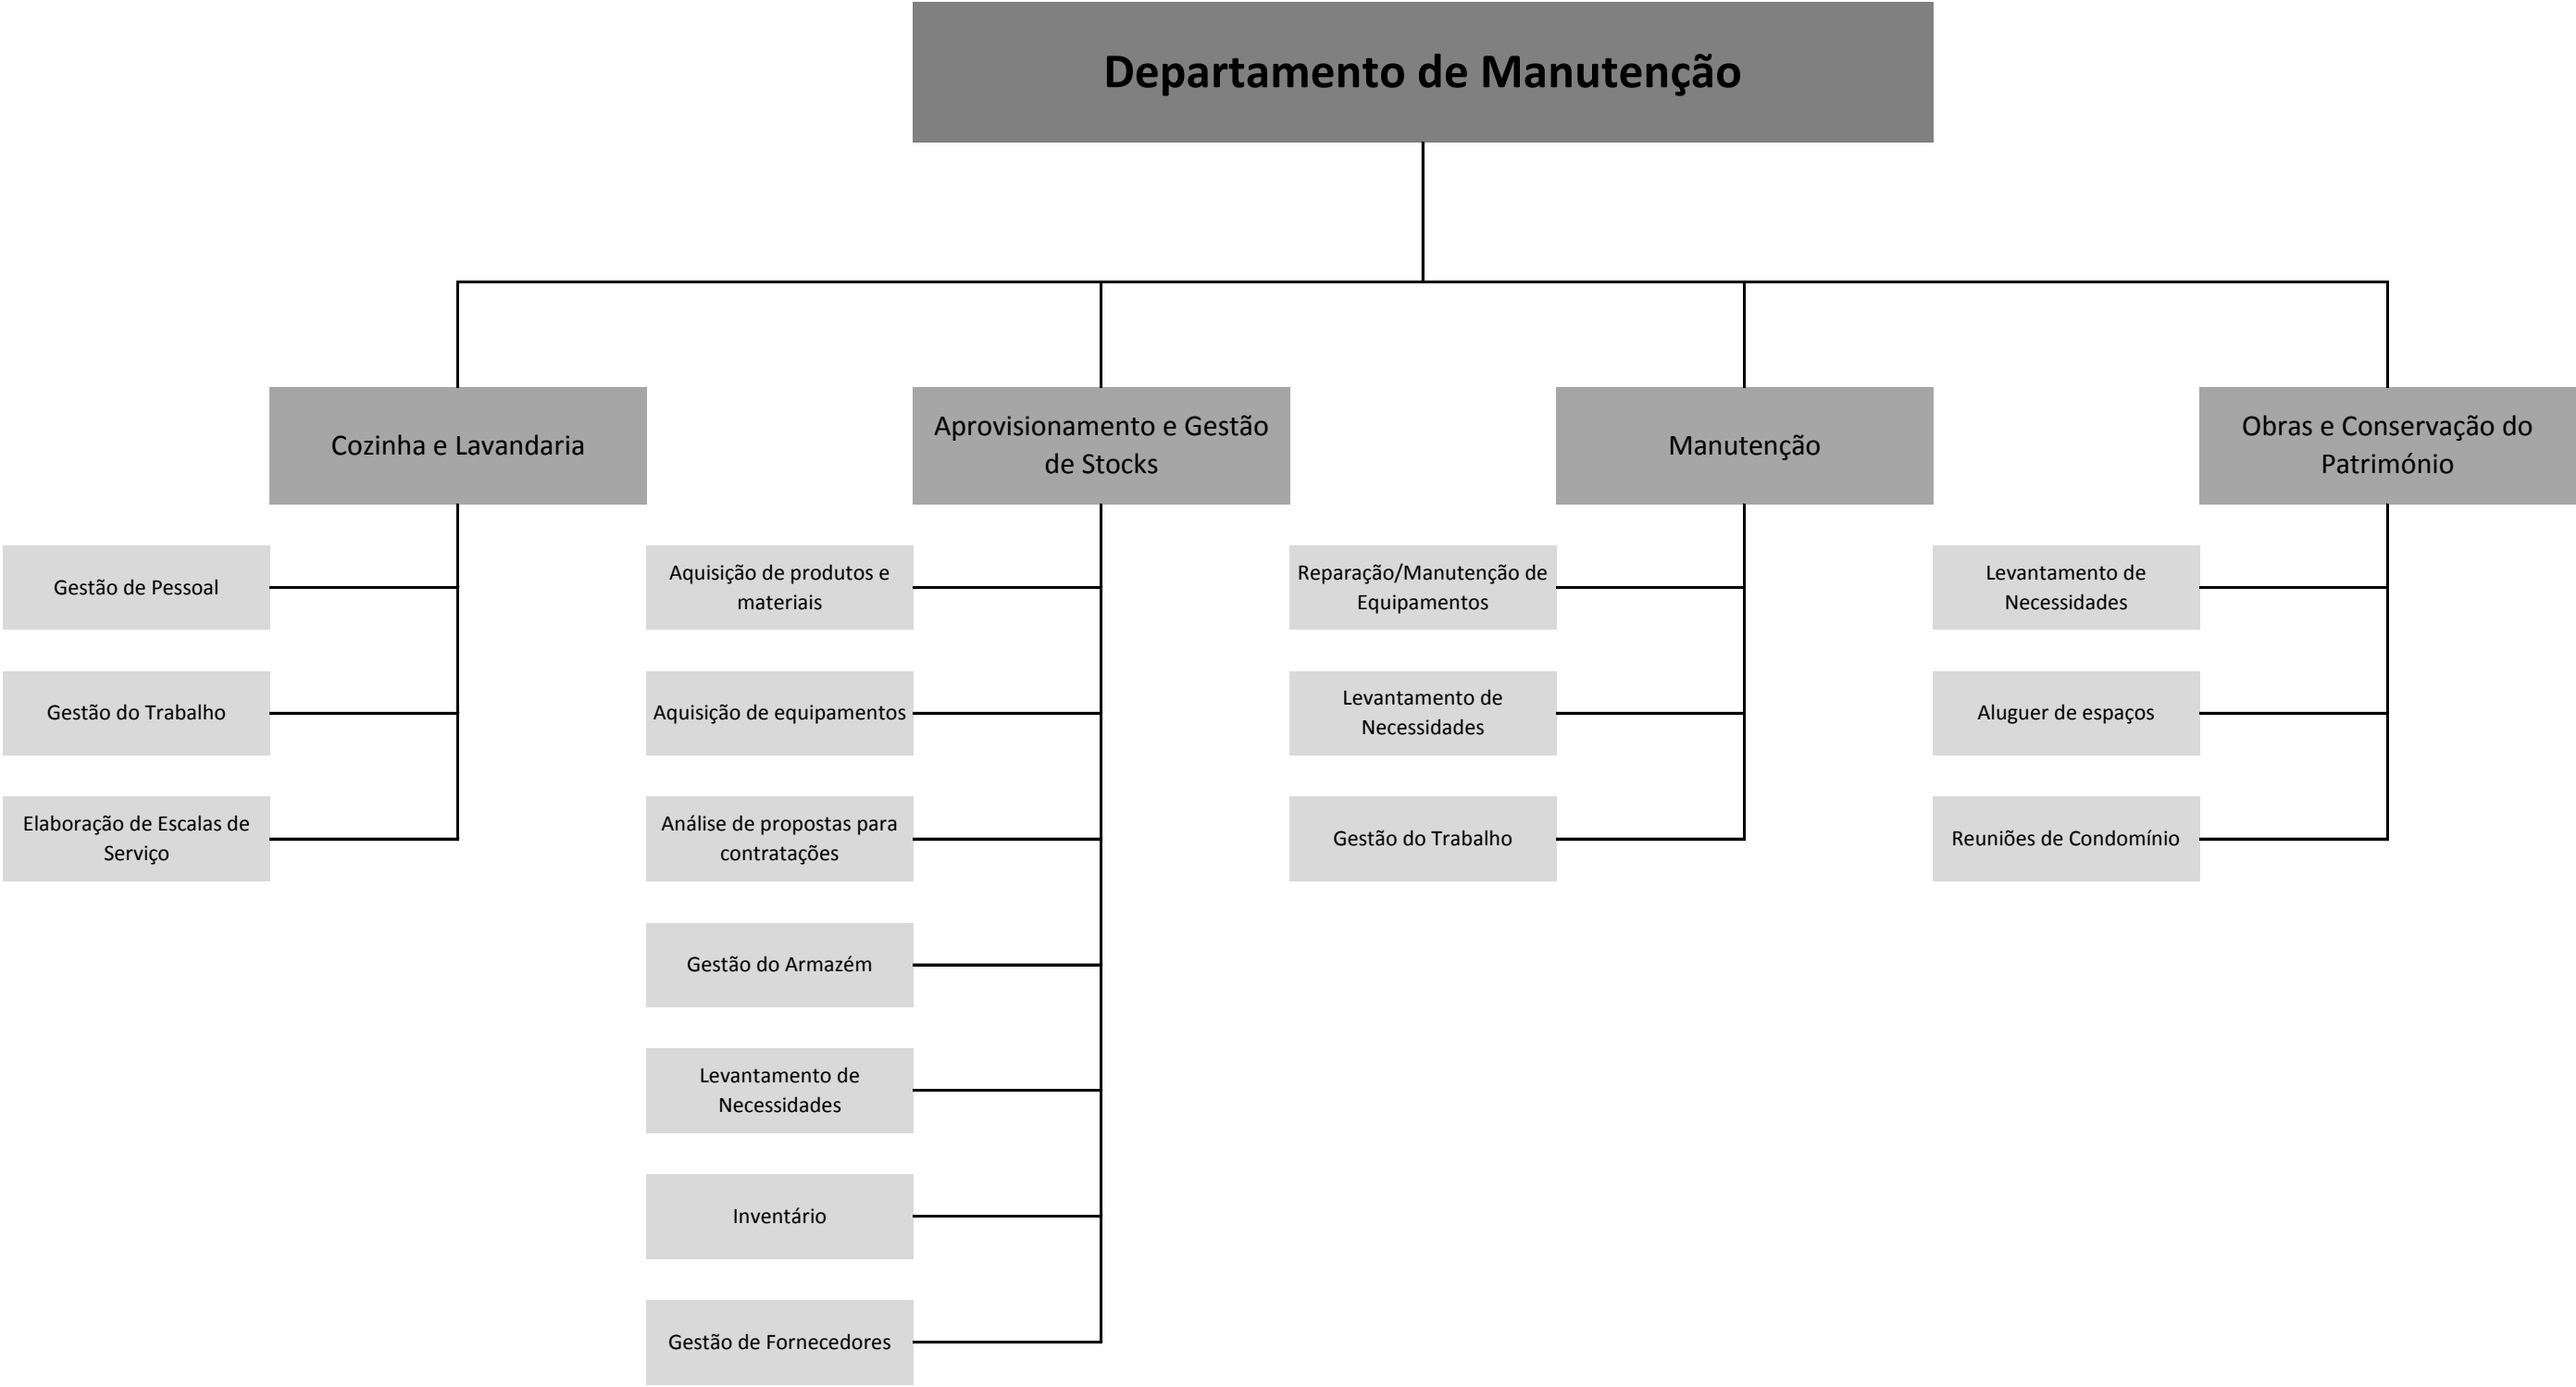 Departamento de Manutenção
Cozinha e Lavandaria
Gestão de Pessoal
Gestão do Trabalho
Elaboração de Escalas de
Serviço
Aprovisionamento e Gestão
de Stocks
Aquisição de produtos e
materiais
Aquisição de equipamentos
Análise de propostas para
contratações
Gestão do Armazém
Levantamento de
Necessidades
Inventário
Gestão de Fornecedores
Manutenção
Reparação/Manutenção de
Equipamentos
Levantamento de
Necessidades
Gestão do Trabalho
Obras e Conservação do
Património
Levantamento de
Necessidades
Aluguer de espaços
Reuniões de Condomínio